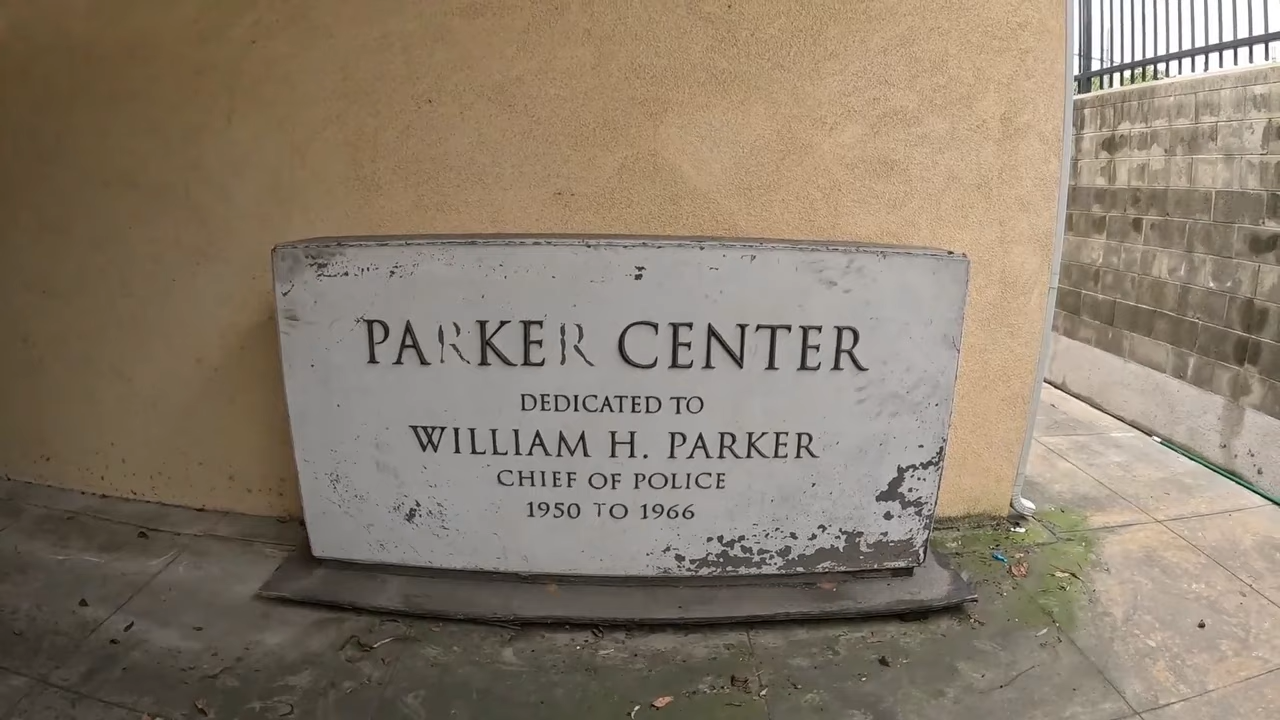 PARKER CENTER
DEDICATED TO
WILLIAM H. PARKER
CHIEF OF POLICE
1950 TO 1966